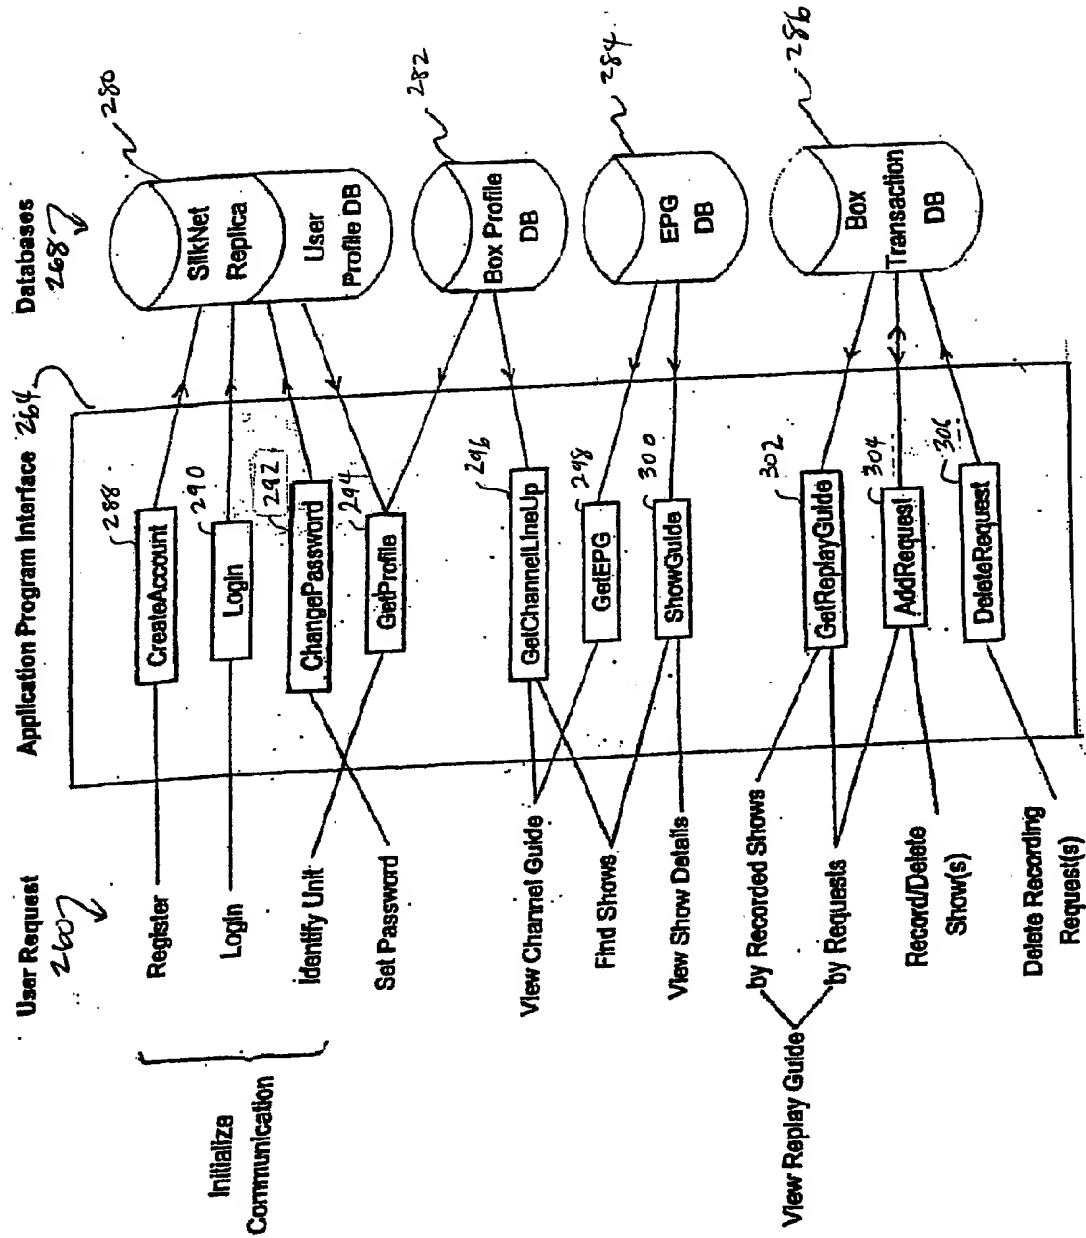 User Request
260
Application Program Interface 264
Databases
268
Initialize
Communication
Register
LogIn
Identify Unit
Set Password
View Channel Guide
Find Shows
View Show Details
View Replay Guide
by Recorded Shows
by Requests
Record/Delete
Show(s)
Delete Recording
Request(s)
CreateAccount
288
LogIn
290
ChangePassword
292
GetProfile
294
GetChannelLineUp
296
GetEPG
298
ShowGuide
300
GetReplayGuide
302
AddRequest
304
DeleteRequest
306
SilkNet
Replica
User
Profile DB
280
Box Profile
DB
282
EPG
DB
284
Box
Transaction
DB
286